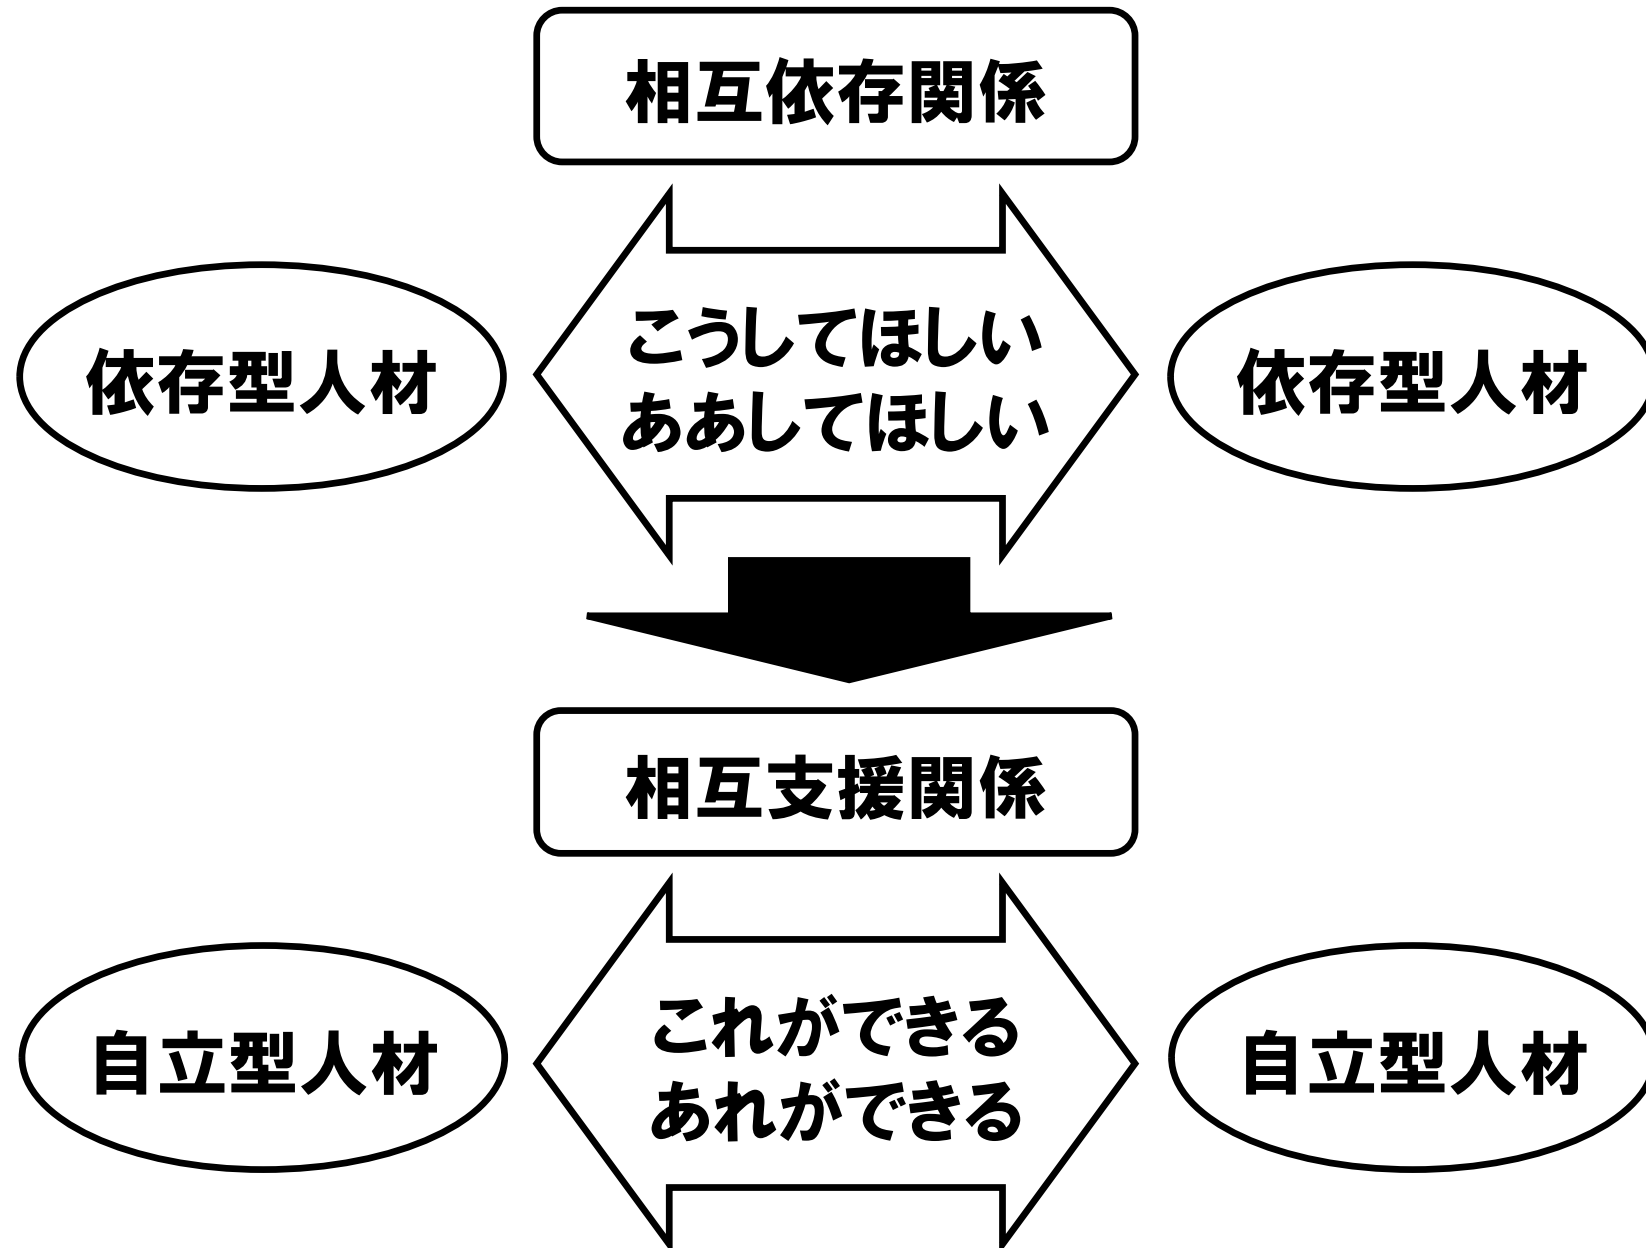 相互依存関係
依存型人材
こうしてほしい
ああしてほしい
依存型人材
相互支援関係
自立型人材
これができる
あれができる
自立型人材